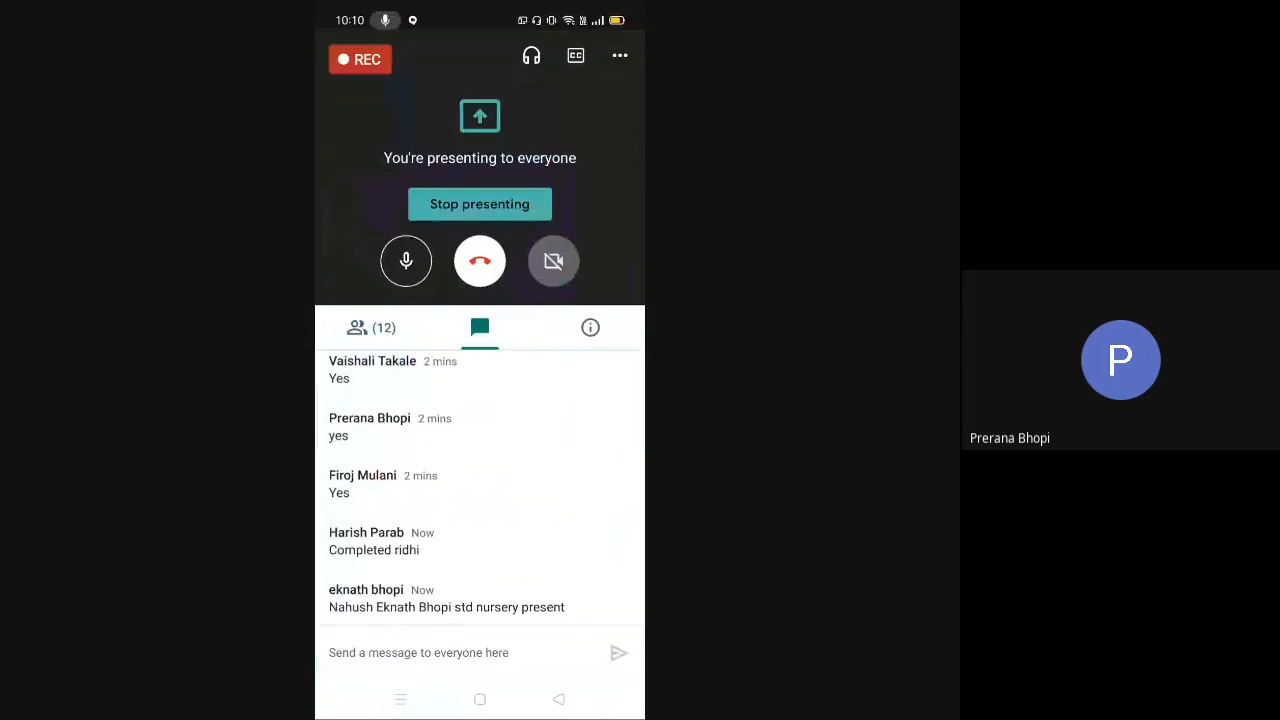 10:10
REC
CC
You're presenting to everyone
Stop presenting
(12)
Vaishali Takale 2 mins
Yes
Prerana Bhopi 2 mins
yes
Firoj Mulani 2 mins
Yes
Harish Parab Now
Completed ridhi
eknath bhopi Now
Nahush Eknath Bhopi std nursery present
Send a message to everyone here
P
Prerana Bhopi